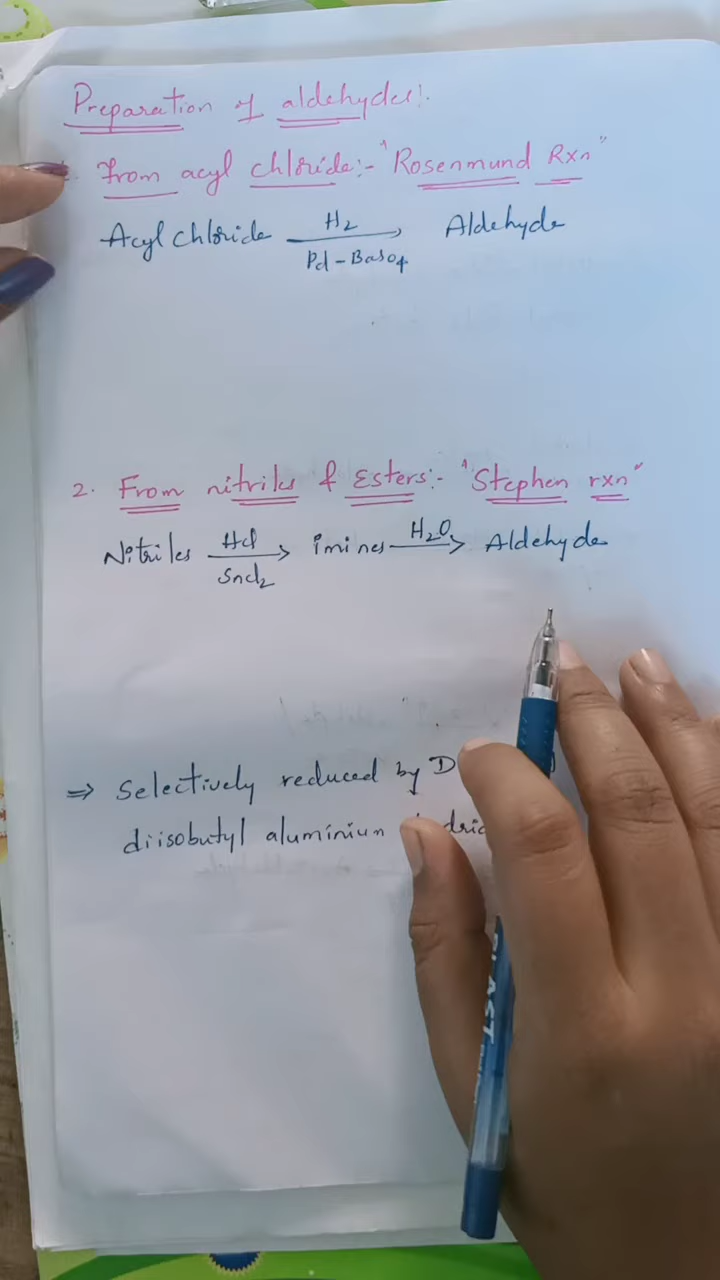 Preparation of aldehydes:.
From acyl chloride:- "Rosenmund Rxn"
Acyl chloride H2 Aldehyde
Pd - BaSO4
2. From nitriles & Esters:- "Stephen rxn"
Nitriles HCl imines H2O Aldehyde
SnCl2
⇒ Selectively reduced by
diisobutyl aluminium